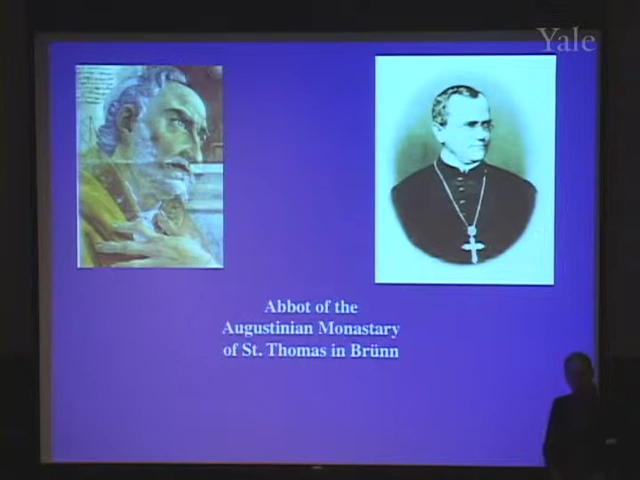 Yale
Abbot of the
Augustinian Monastary
of St. Thomas in Brünn